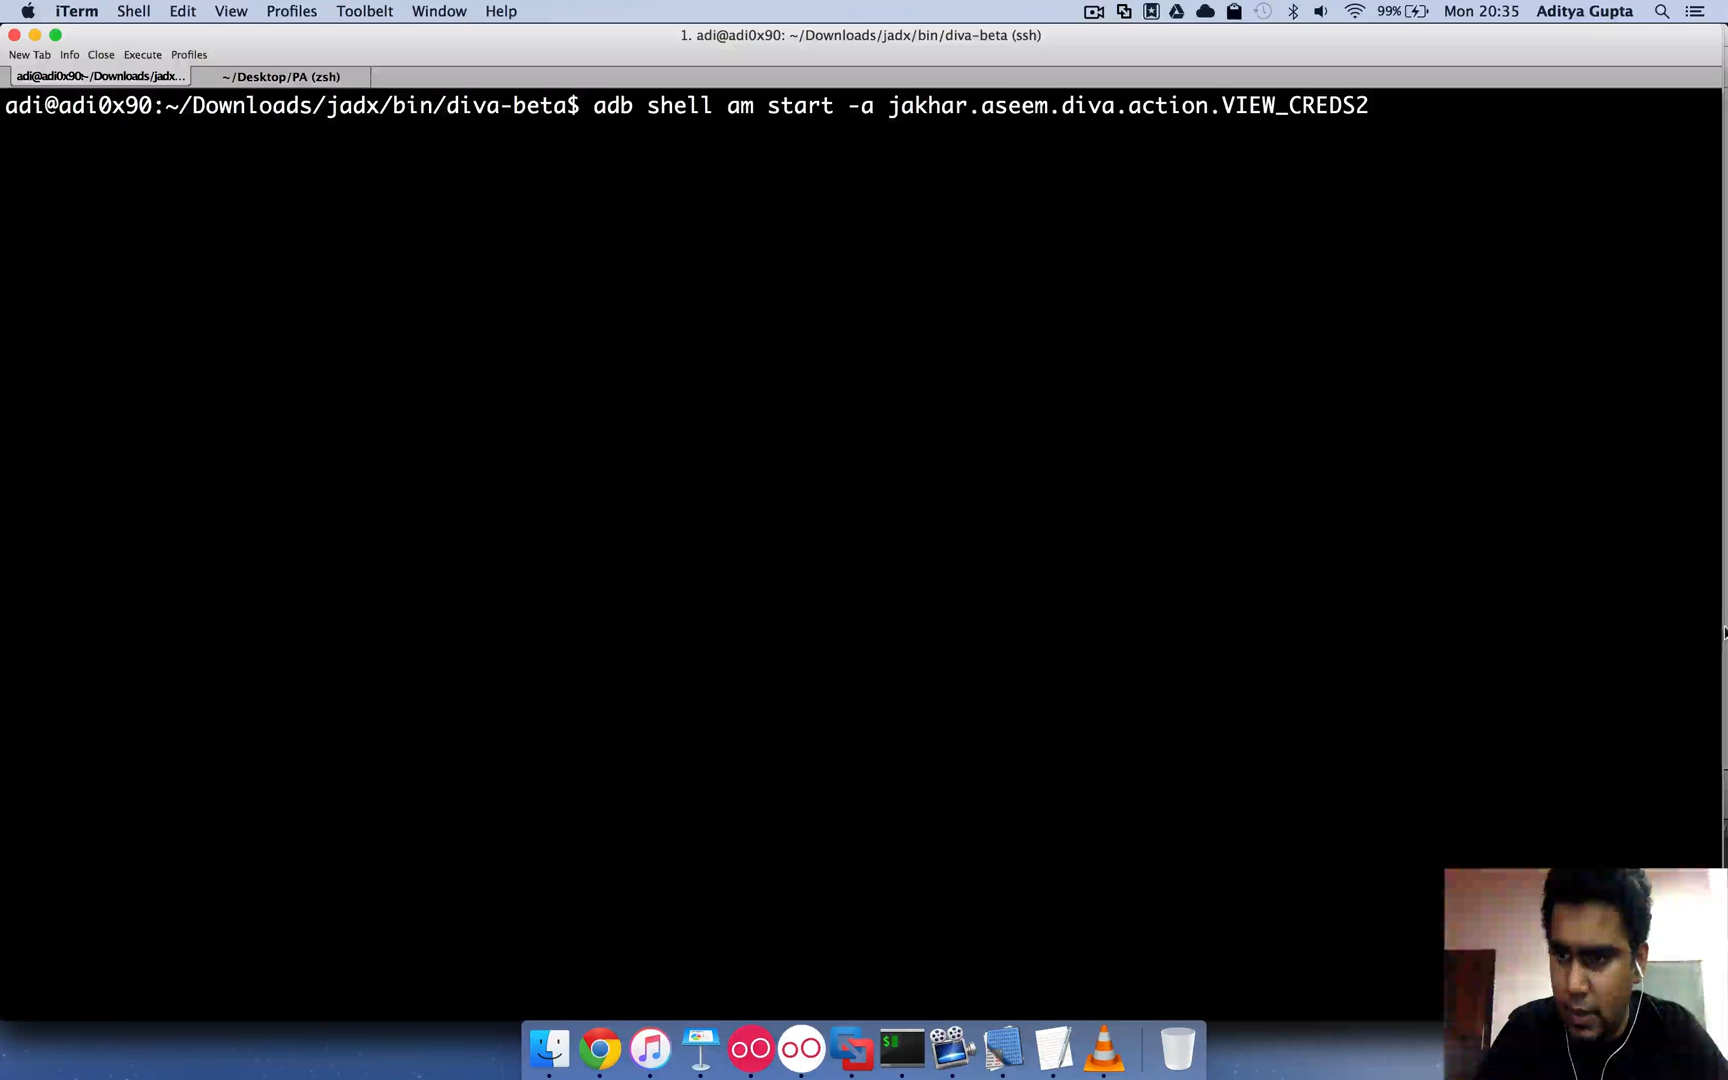 iTerm Shell Edit View Profiles Toolbelt Window Help 99% Mon 20:35 Aditya Gupta
1. adi@adi0x90: ~/Downloads/jadx/bin/diva-beta (ssh)
New Tab Info Close Execute Profiles
adi@adi0x90:~/Downloads/jadx... ~/Desktop/PA (zsh)
adi@adi0x90:~/Downloads/jadx/bin/diva-beta$ adb shell am start -a jakhar.aseem.diva.action.VIEW_CREDS2